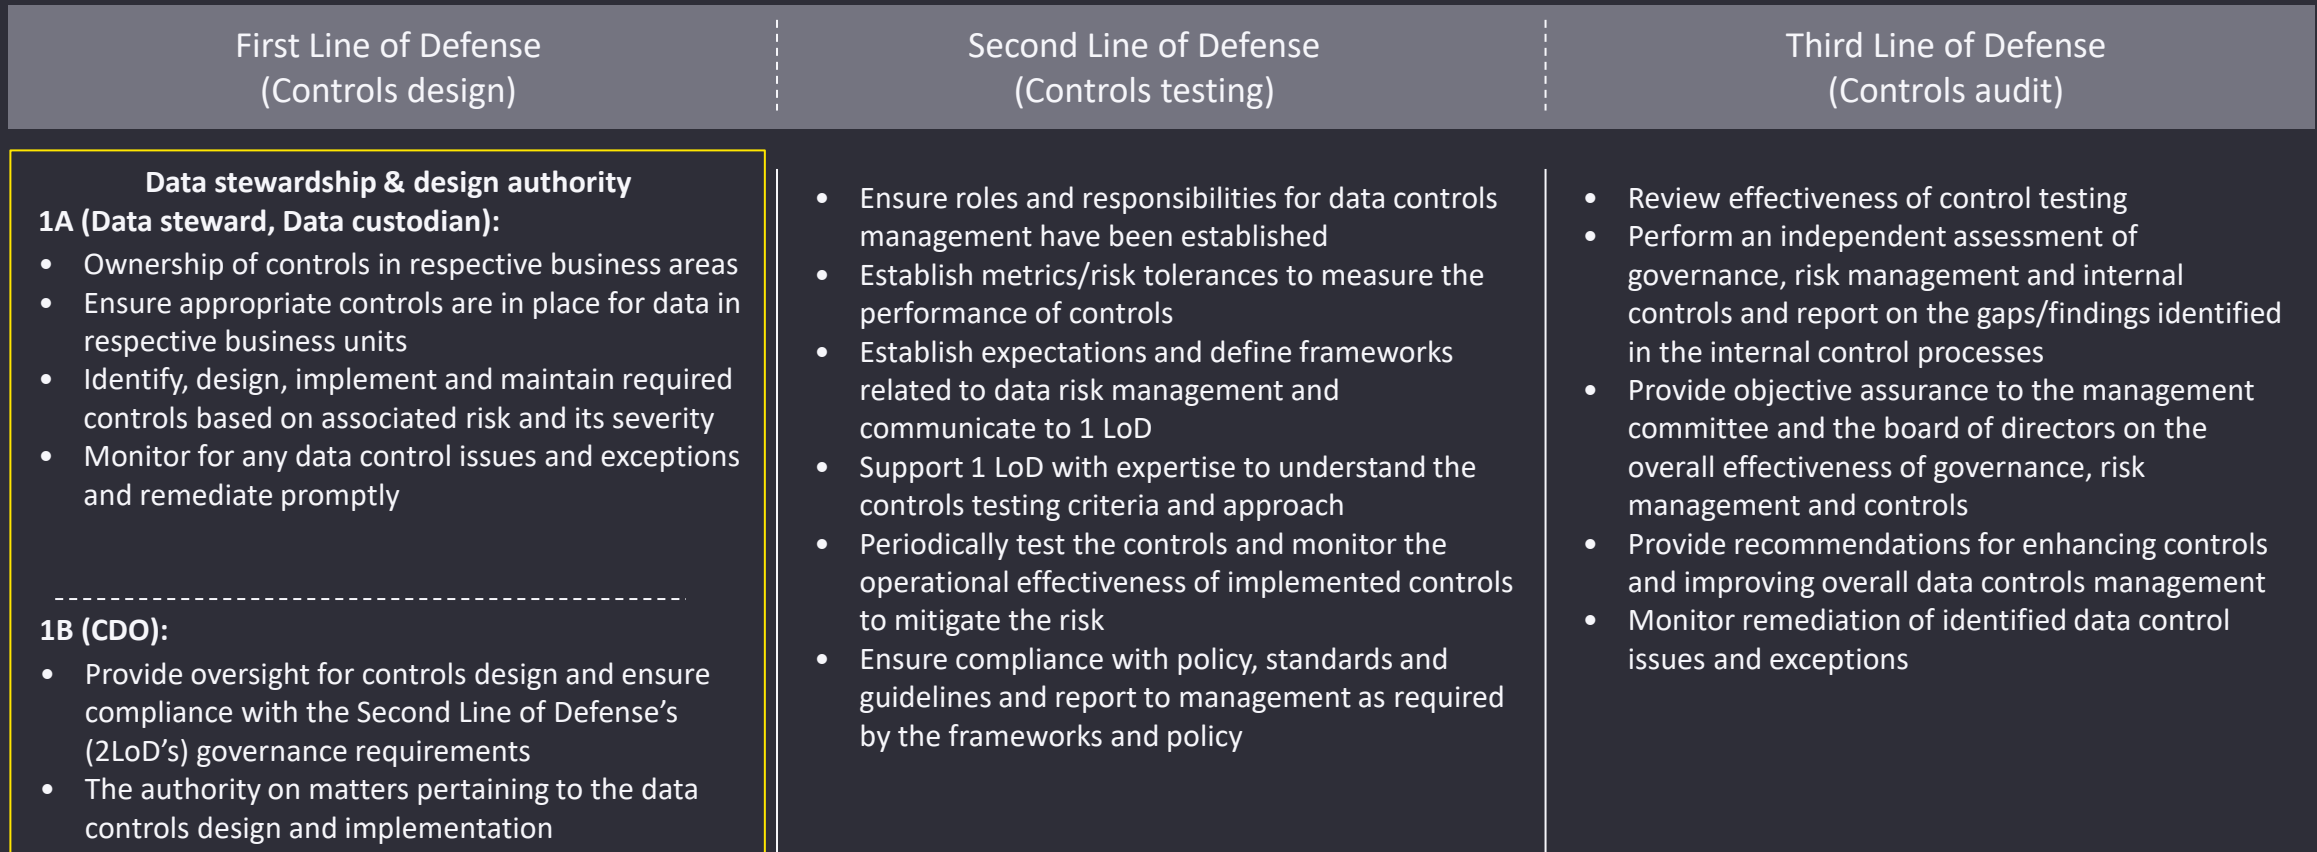 First Line of Defense
(Controls design)
Second Line of Defense
(Controls testing)
Third Line of Defense
(Controls audit)
Data stewardship & design authority
1A (Data steward, Data custodian):
• Ownership of controls in respective business areas
• Ensure appropriate controls are in place for data in
respective business units
• Identify, design, implement and maintain required
controls based on associated risk and its severity
• Monitor for any data control issues and exceptions
and remediate promptly
1B (CDO):
• Provide oversight for controls design and ensure
compliance with the Second Line of Defense’s
(2LoD’s) governance requirements
• The authority on matters pertaining to the data
controls design and implementation
• Ensure roles and responsibilities for data controls
management have been established
• Establish metrics/risk tolerances to measure the
performance of controls
• Establish expectations and define frameworks
related to data risk management and
communicate to 1 LoD
• Support 1 LoD with expertise to understand the
controls testing criteria and approach
• Periodically test the controls and monitor the
operational effectiveness of implemented controls
to mitigate the risk
• Ensure compliance with policy, standards and
guidelines and report to management as required
by the frameworks and policy
• Review effectiveness of control testing
• Perform an independent assessment of
governance, risk management and internal
controls and report on the gaps/findings identified
in the internal control processes
• Provide objective assurance to the management
committee and the board of directors on the
overall effectiveness of governance, risk
management and controls
• Provide recommendations for enhancing controls
and improving overall data controls management
• Monitor remediation of identified data control
issues and exceptions